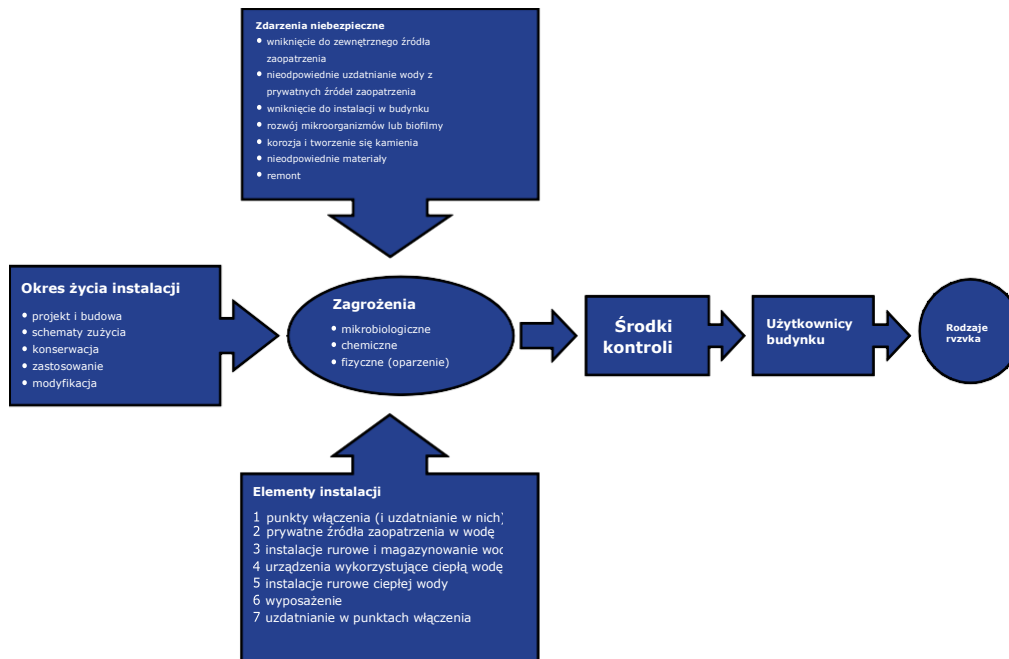 Zdarzenia niebezpieczne
• wniknięcie do zewnętrznego źródła
zaopatrzenia
• nieodpowiednie uzdatnianie wody z
prywatnych źródeł zaopatrzenia
• wniknięcie do instalacji w budynku
• rozwój mikroorganizmów lub biofilmy
• korozja i tworzenie się kamienia
• nieodpowiednie materiały
• remont
Okres życia instalacji
• projekt i budowa
• schematy zużycia
• konserwacja
• zastosowanie
• modyfikacja
Zagrożenia
• mikrobiologiczne
• chemiczne
• fizyczne (oparzenie)
Środki
kontroli
Użytkownicy
budynku
Rodzaje
ryzyka
Elementy instalacji
1 punkty włączenia (i uzdatnianie w nich)
2 prywatne źródła zaopatrzenia w wodę
3 instalacje rurowe i magazynowanie
4 urządzenia wykorzystujące ciepłą wodę
5 instalacje rurowe ciepłej wody
6 wyposażenie
7 uzdatnianie w punktach włączenia